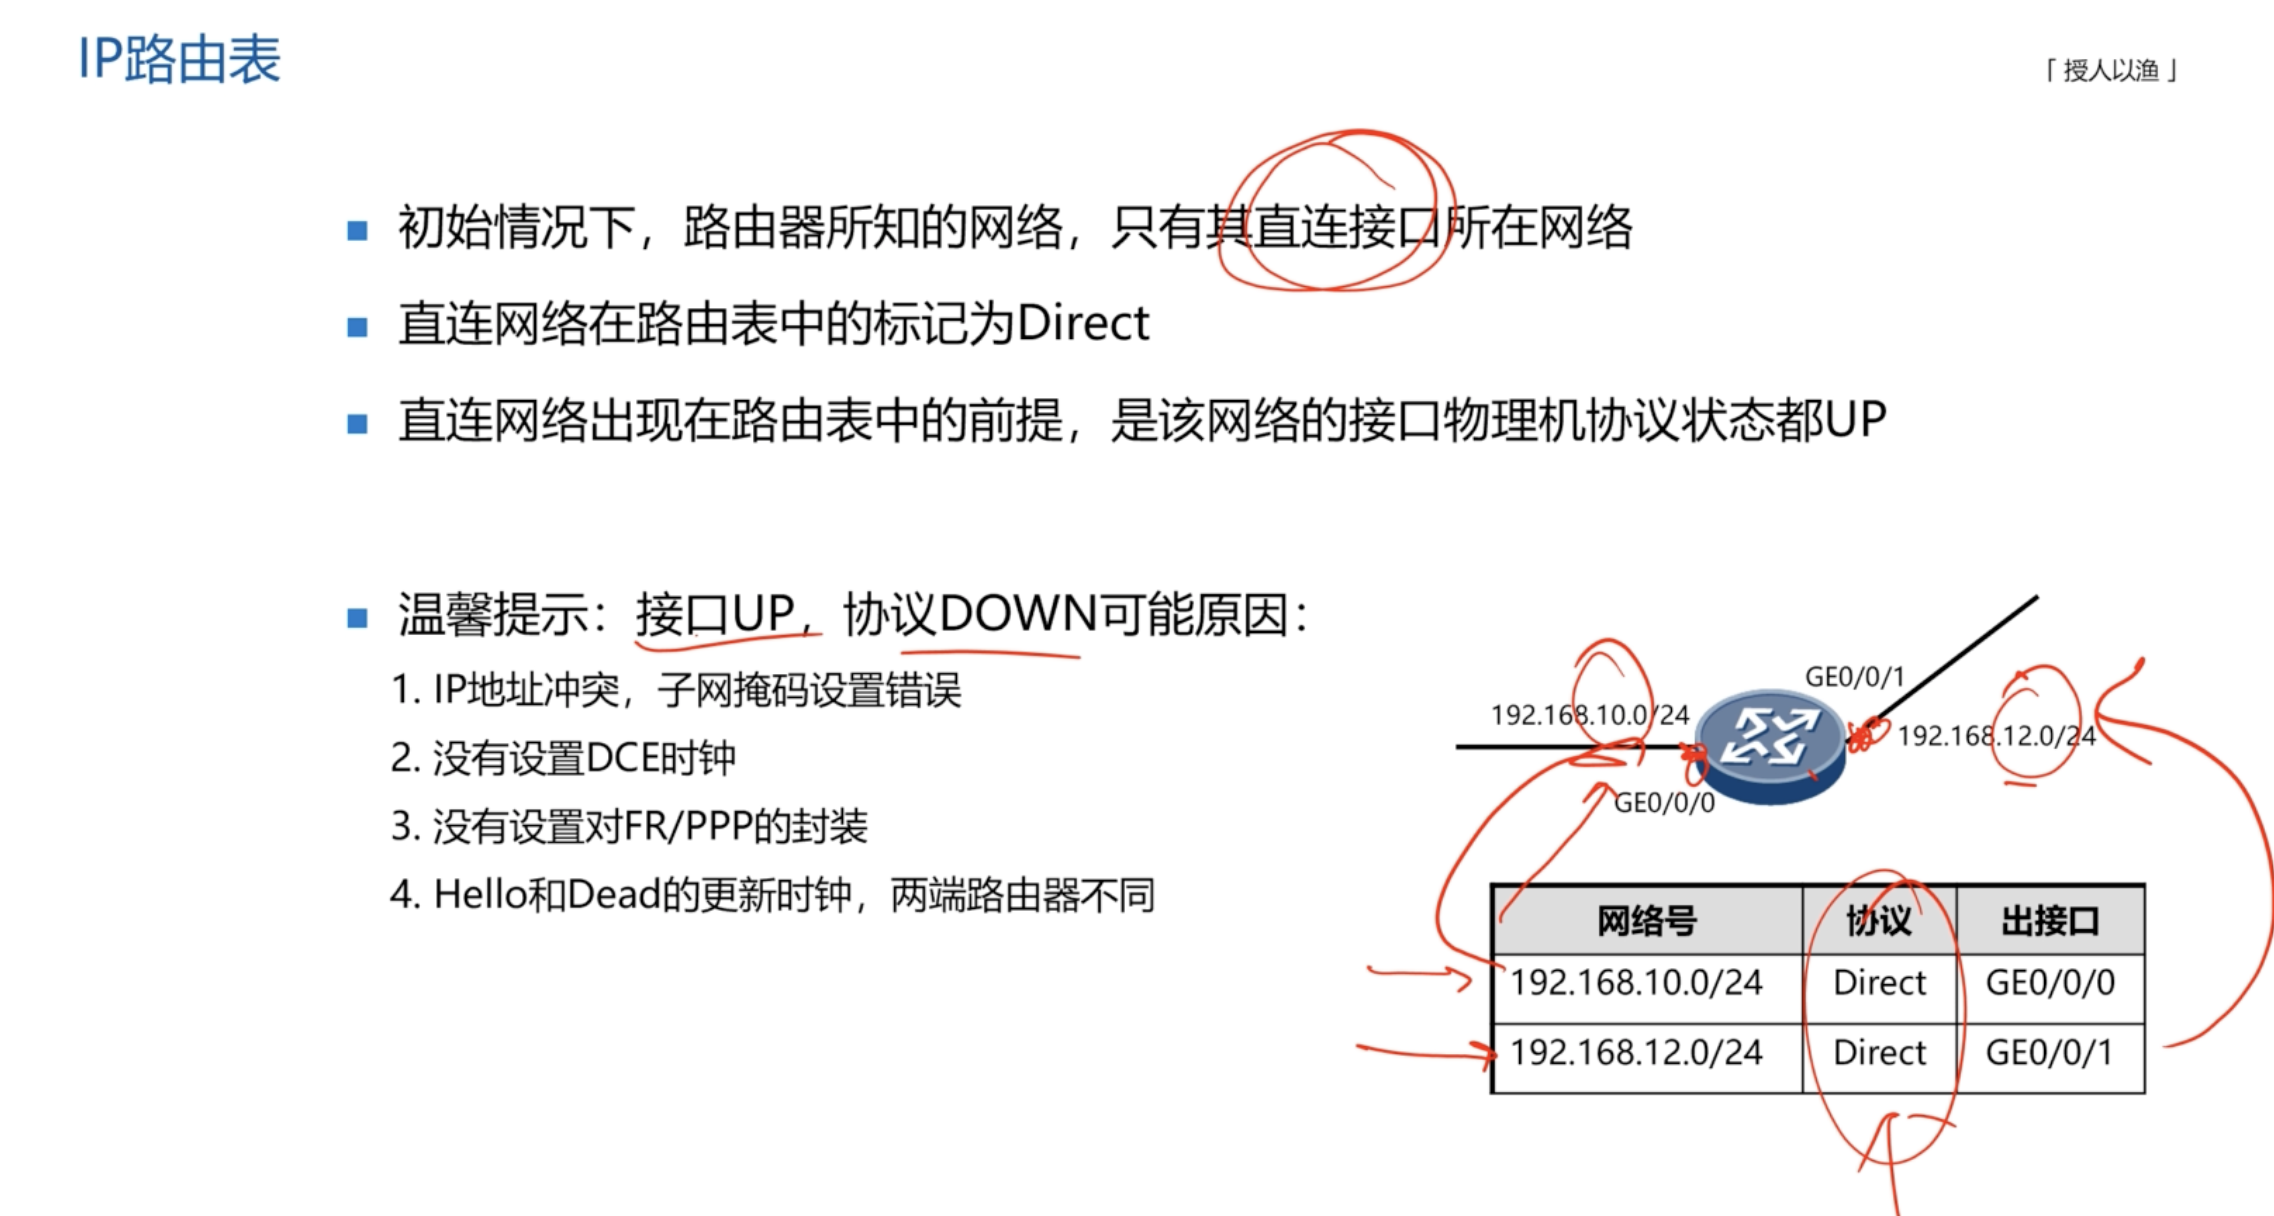 IP路由表
「 授人以渔 」
初始情况下，路由器所知的网络，只有其直连接口所在网络
直连网络在路由表中的标记为Direct
直连网络出现在路由表中的前提，是该网络的接口物理机协议状态都UP
温馨提示：接口UP，协议DOWN可能原因：
1. IP地址冲突，子网掩码设置错误
2. 没有设置DCE时钟
3. 没有设置对FR/PPP的封装
4. Hello和Dead的更新时钟，两端路由器不同
GE0/0/1
192.168.10.0/24
192.168.12.0/24
GE0/0/0
网络号 协议 出接口
192.168.10.0/24 Direct GE0/0/0
192.168.12.0/24 Direct GE0/0/1